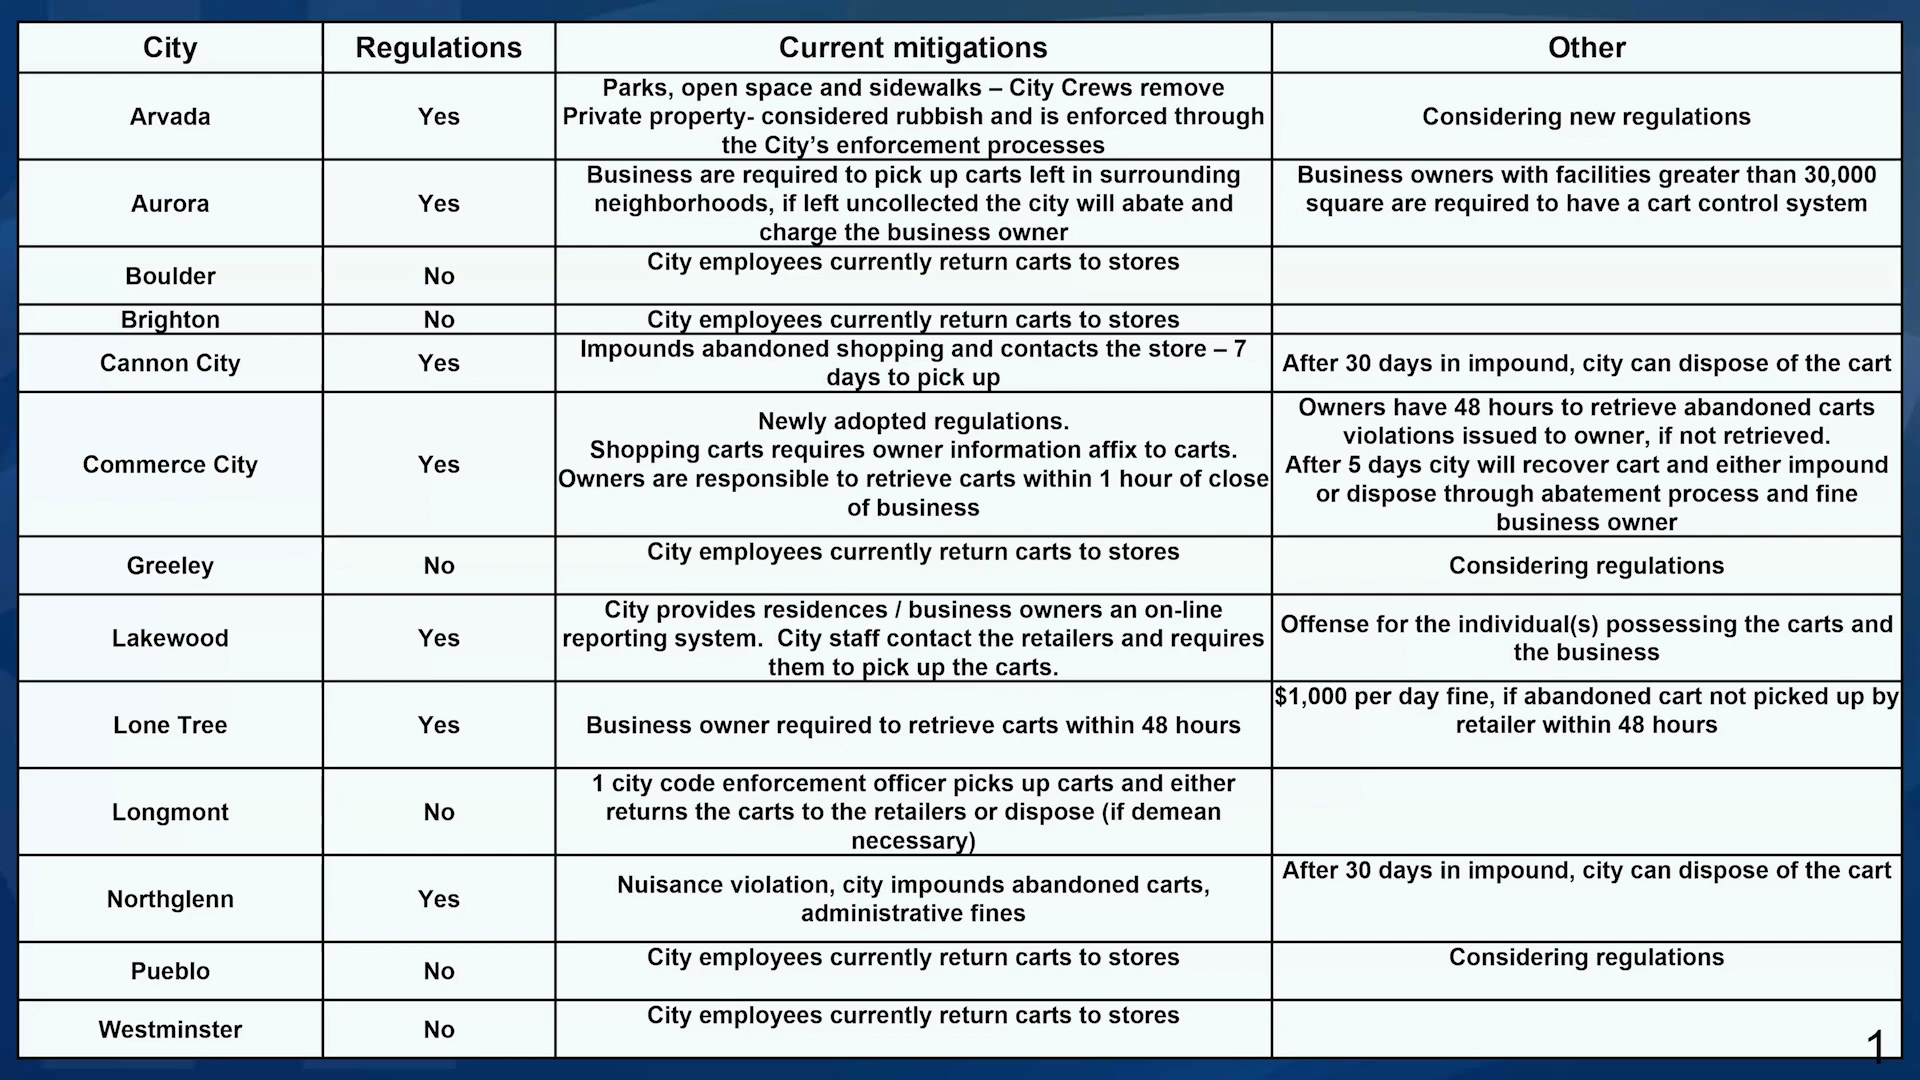 City
Regulations
Current mitigations
Other
Arvada
Yes
Parks, open space and sidewalks – City Crews remove
Private property- considered rubbish and is enforced through
the City’s enforcement processes
Considering new regulations
Aurora
Yes
Business are required to pick up carts left in surrounding
neighborhoods, if left uncollected the city will abate and
charge the business owner
Business owners with facilities greater than 30,000
square are required to have a cart control system
Boulder
No
City employees currently return carts to stores
Brighton
No
City employees currently return carts to stores
Cannon City
Yes
Impounds abandoned shopping and contacts the store – 7
days to pick up
After 30 days in impound, city can dispose of the cart
Commerce City
Yes
Newly adopted regulations.
Shopping carts requires owner information affix to carts.
Owners are responsible to retrieve carts within 1 hour of close
of business
Owners have 48 hours to retrieve abandoned carts
violations issued to owner, if not retrieved.
After 5 days city will recover cart and either impound
or dispose through abatement process and fine
business owner
Greeley
No
City employees currently return carts to stores
Considering regulations
Lakewood
Yes
City provides residences / business owners an on-line
reporting system.  City staff contact the retailers and requires
them to pick up the carts.
Offense for the individual(s) possessing the carts and
the business
Lone Tree
Yes
Business owner required to retrieve carts within 48 hours
$1,000 per day fine, if abandoned cart not picked up by
retailer within 48 hours
Longmont
No
1 city code enforcement officer picks up carts and either
returns the carts to the retailers or dispose (if demean
necessary)
Northglenn
Yes
Nuisance violation, city impounds abandoned carts,
administrative fines
After 30 days in impound, city can dispose of the cart
Pueblo
No
City employees currently return carts to stores
Considering regulations
Westminster
No
City employees currently return carts to stores
1